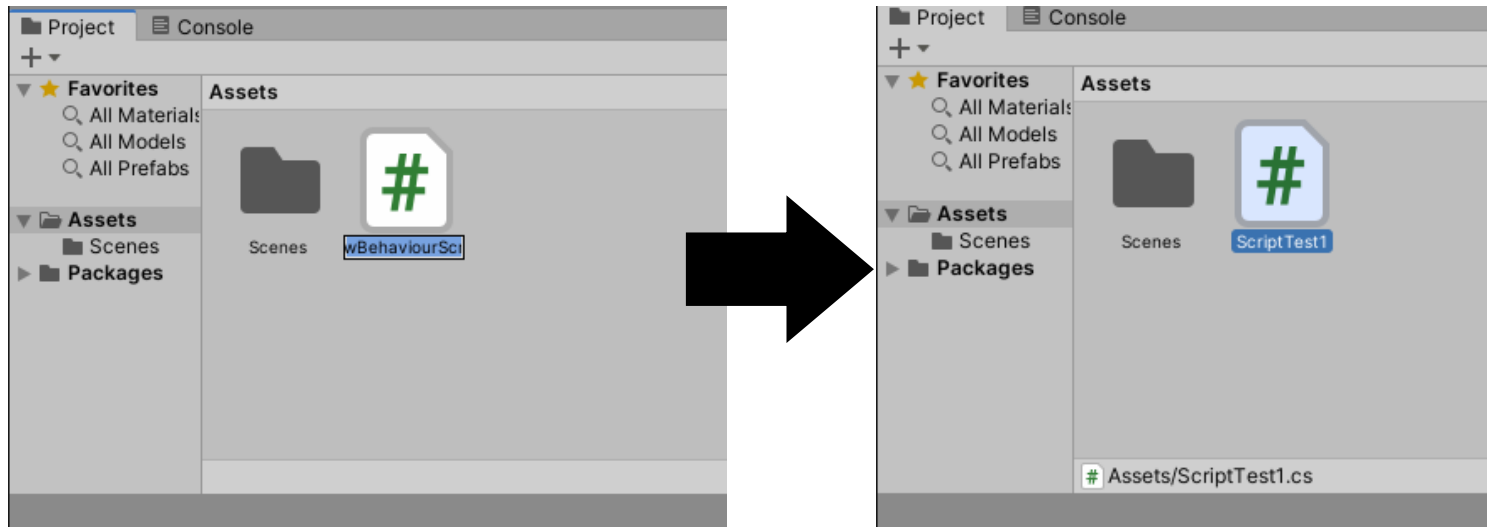 Project Console
Favorites
All Materials
All Models
All Prefabs
Assets
Scenes
Packages
Assets
#
Scenes wBehaviourScr
Project Console
Favorites
All Materials
All Models
All Prefabs
Assets
Scenes
Packages
Assets
#
Scenes ScriptTest1
# Assets/ScriptTest1.cs